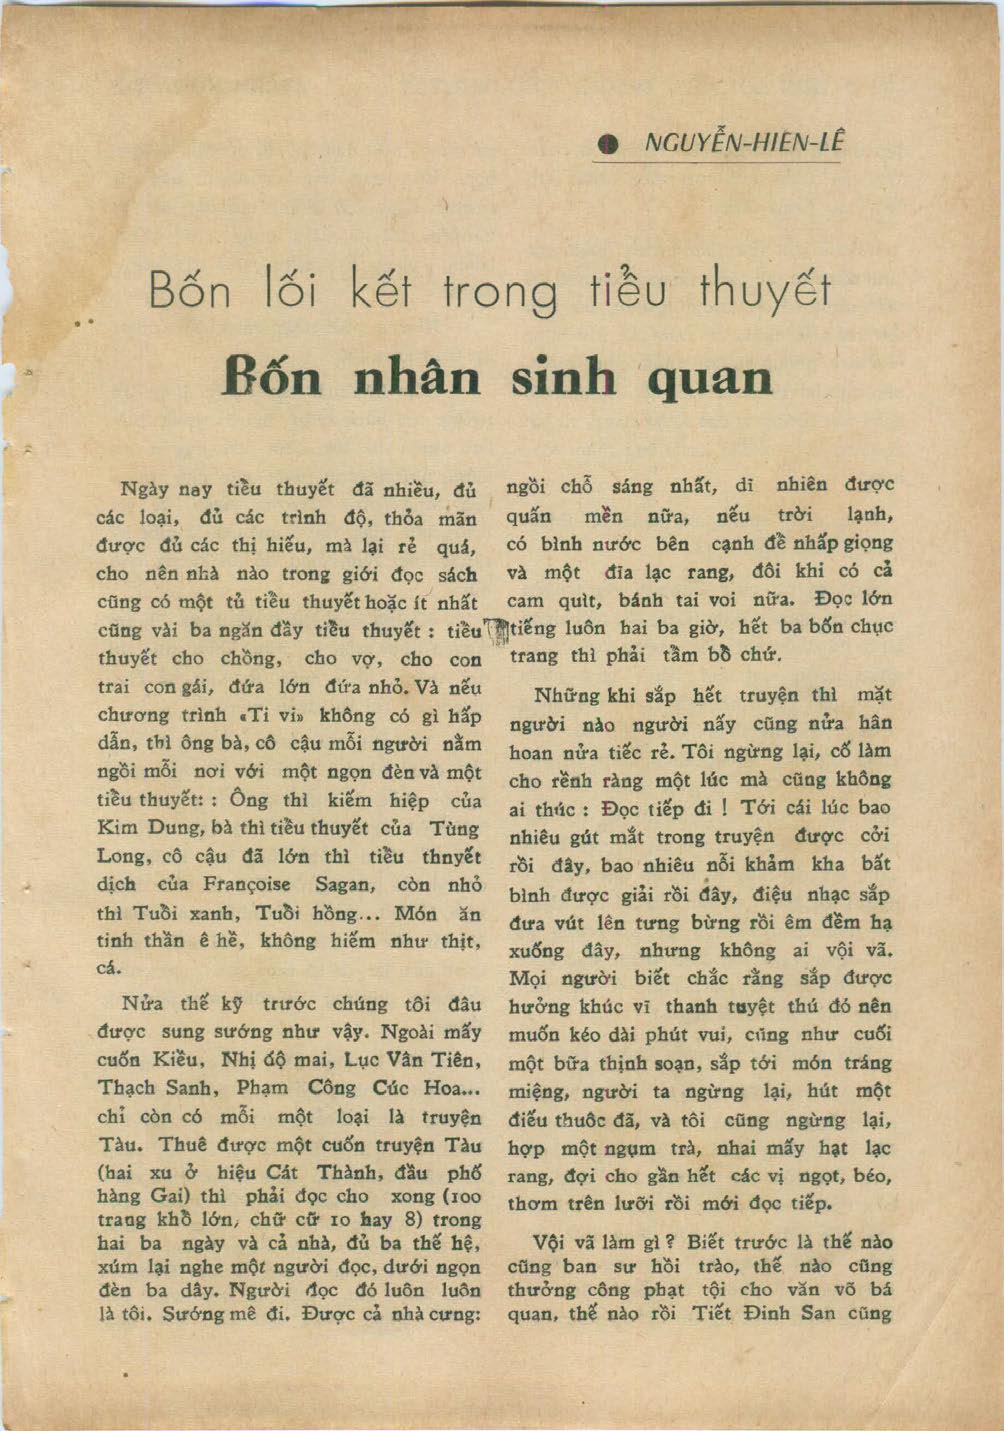 NGUYỄN-HIẾN-LÊ
Bốn lối kết trong tiểu thuyết
Bốn nhân sinh quan
Ngày nay tiểu thuyết đã nhiều, đủ
các loại, đủ các trình độ, thỏa mãn
được đủ các thị hiếu, mà lại rẻ quá,
cho nên nhà nào trong giới đọc sách
cũng có một tủ tiểu thuyết hoặc ít nhất
cũng vài ba ngăn đầy tiểu thuyết : tiểu
thuyết cho chồng, cho vợ, cho con
trai con gái, đứa lớn đứa nhỏ. Và nếu
chương trình «Ti vi» không có gì hấp
dẫn, thì ông bà, cô cậu mỗi người nằm
ngồi mỗi nơi với một ngọn đèn và một
tiểu thuyết: : Ông thì kiếm hiệp của
Kim Dung, bà thì tiểu thuyết của Tùng
Long, cô cậu đã lớn thì tiểu thnyết
dịch của Françoise Sagan, còn nhỏ
thì Tuổi xanh, Tuổi hồng... Món ăn
tinh thần ê hề, không hiếm như thịt,
cá.
Nửa thế kỹ trước chúng tôi đâu
được sung sướng như vậy. Ngoài mấy
cuốn Kiều, Nhị độ mai, Lục Vân Tiên,
Thạch Sanh, Phạm Công Cúc Hoa...
chỉ còn có mỗi một loại là truyện
Tàu. Thuê được một cuốn truyện Tàu
(hai xu ở hiệu Cát Thành, đầu phố
hàng Gai) thì phải đọc cho xong (100
trang khổ lớn, chữ cữ 10 hay 8) trong
hai ba ngày và cả nhà, đủ ba thế hệ,
xúm lại nghe một người đọc, dưới ngọn
đèn ba dây. Người đọc đó luôn luôn
là tôi. Sướng mê đi. Được cả nhà cưng:
ngồi chỗ sáng nhất, dĩ nhiên được
quấn mền nữa, nếu trời lạnh,
có bình nước bên cạnh để nhấp giọng
và một đĩa lạc rang, đôi khi có cả
cam quít, bánh tai voi nữa. Đọc lớn
tiếng luôn hai ba giờ, hết ba bốn chục
trang thì phải tầm bổ chứ.
Những khi sắp hết truyện thì mặt
người nào người nấy cũng nửa hân
hoan nửa tiếc rẻ. Tôi ngừng lại, cố làm
cho rềnh ràng một lúc mà cũng không
ai thúc : Đọc tiếp đi ! Tới cái lúc bao
nhiêu gút mắt trong truyện được cởi
rồi đây, bao nhiêu nỗi khảm kha bất
bình được giải rồi đây, điệu nhạc sắp
đưa vút lên tưng bừng rồi êm đềm hạ
xuống đây, nhưng không ai vội vã.
Mọi người biết chắc rằng sắp được
hưởng khúc vĩ thanh tuyệt thú đó nên
muốn kéo dài phút vui, cũng như cuối
một bữa thịnh soạn, sắp tới món tráng
miệng, người ta ngừng lại, hút một
điếu thuôc đã, và tôi cũng ngừng lại,
hợp một ngụm trà, nhai mấy hạt lạc
rang, đợi cho gần hết các vị ngọt, béo,
thơm trên lưỡi rồi mới đọc tiếp.
Vội vã làm gì ? Biết trước là thế nào
cũng ban sư hồi trào, thế nào cũng
thưởng công phạt tội cho văn võ bá
quan, thế nào rồi Tiết Đinh San cũng